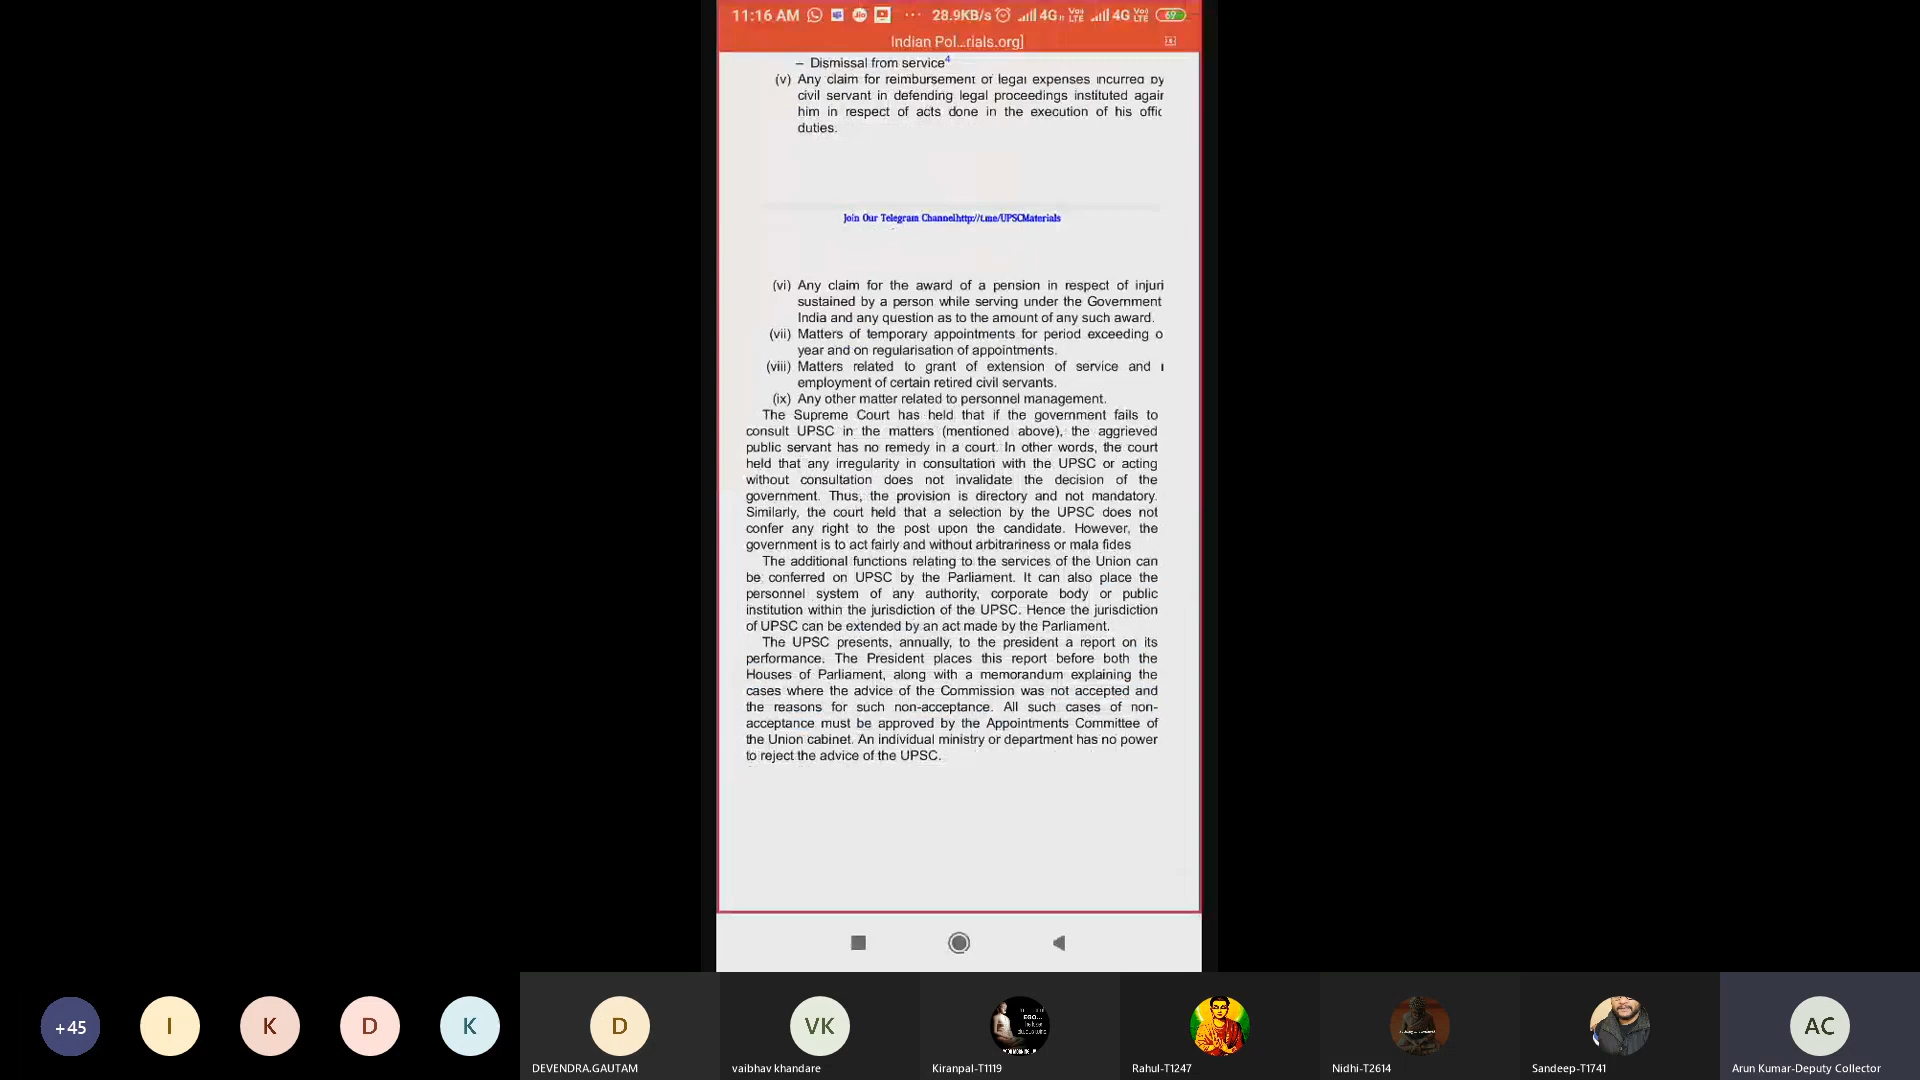 11:16 AM ... 28.9KB/s 4G Vo) LTE 4G Vo) LTE 69
Indian Pol...rials.org]
– Dismissal from service4
(v) Any claim for reimbursement of legal expenses incurred by
civil servant in defending legal proceedings instituted agair
him in respect of acts done in the execution of his offic
duties.
Join Our Telegram Channelhttp://t.me/UPSCMaterials
(vi) Any claim for the award of a pension in respect of injuri
sustained by a person while serving under the Government
India and any question as to the amount of any such award.
(vii) Matters of temporary appointments for period exceeding o
year and on regularisation of appointments.
(viii) Matters related to grant of extension of service and
employment of certain retired civil servants.
(ix) Any other matter related to personnel management.
The Supreme Court has held that if the government fails to
consult UPSC in the matters (mentioned above), the aggrieved
public servant has no remedy in a court. In other words, the court
held that any irregularity in consultation with the UPSC or acting
without consultation does not invalidate the decision of the
government. Thus, the provision is directory and not mandatory.
Similarly, the court held that a selection by the UPSC does not
confer any right to the post upon the candidate. However, the
government is to act fairly and without arbitrariness or mala fides
The additional functions relating to the services of the Union can
be conferred on UPSC by the Parliament. It can also place the
personnel system of any authority, corporate body or public
institution within the jurisdiction of the UPSC. Hence the jurisdiction
of UPSC can be extended by an act made by the Parliament.
The UPSC presents, annually, to the president a report on its
performance. The President places this report before both the
Houses of Parliament, along with a memorandum explaining the
cases where the advice of the Commission was not accepted and
the reasons for such non-acceptance. All such cases of non-
acceptance must be approved by the Appointments Committee of
the Union cabinet. An individual ministry or department has no power
to reject the advice of the UPSC.
+45 I K D K D VK AC
DEVENDRA.GAUTAM vaibhav khandare Kiranpal-T1119 Rahul-T1247 Nidhi-T2614 Sandeep-T1741 Arun Kumar-Deputy Collector